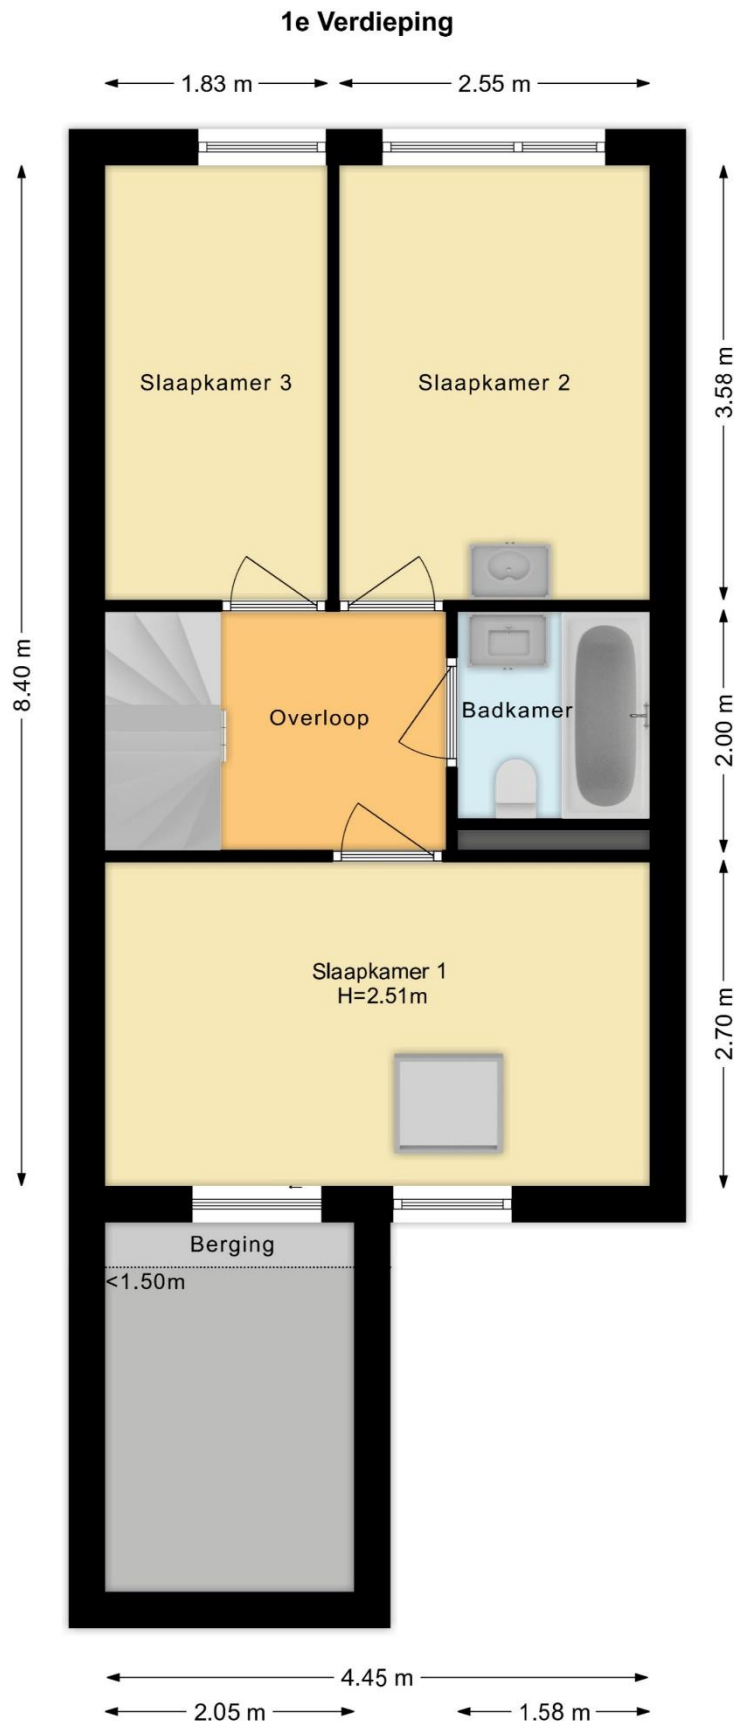 1e Verdieping
1.83 m
2.55 m
Slaapkamer 3
Slaapkamer 2
3.58 m
8.40 m
Overloop
Badkamer
2.00 m
Slaapkamer 1
H=2.51m
2.70 m
Berging
<1.50m
4.45 m
2.05 m
1.58 m